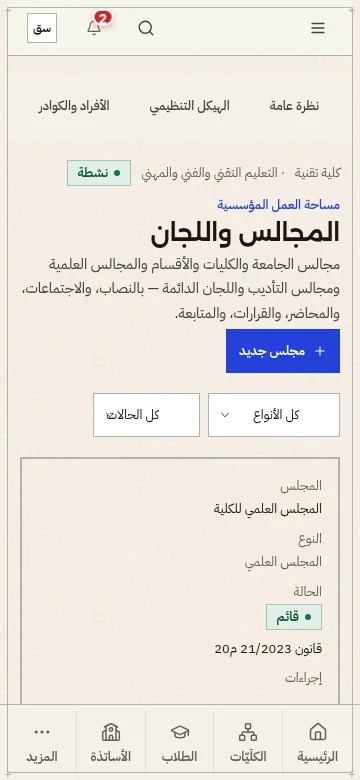 2
سق
نظرة عامة
الهيكل التنظيمي
الأفراد والكوادر
كلية تقنية · التعليم التقني والفني والمهني
نشطة
مساحة العمل المؤسسية
المجالس واللجان
مجالس الجامعة والكليات والأقسام والمجالس العلمية
ومجالس التأديب واللجان الدائمة — بالنصاب، والاجتماعات،
والمحاضر، والقرارات، والمتابعة.
+ مجلس جديد
كل الأنواع
كل الحالات
المجلس
المجلس العلمي للكلية
النوع
المجلس العلمي
الحالة
قائم
قانون 21/2023 م20
إجراءات
الرئيسية
الكليّات
الطلاب
الأساتذة
المزيد